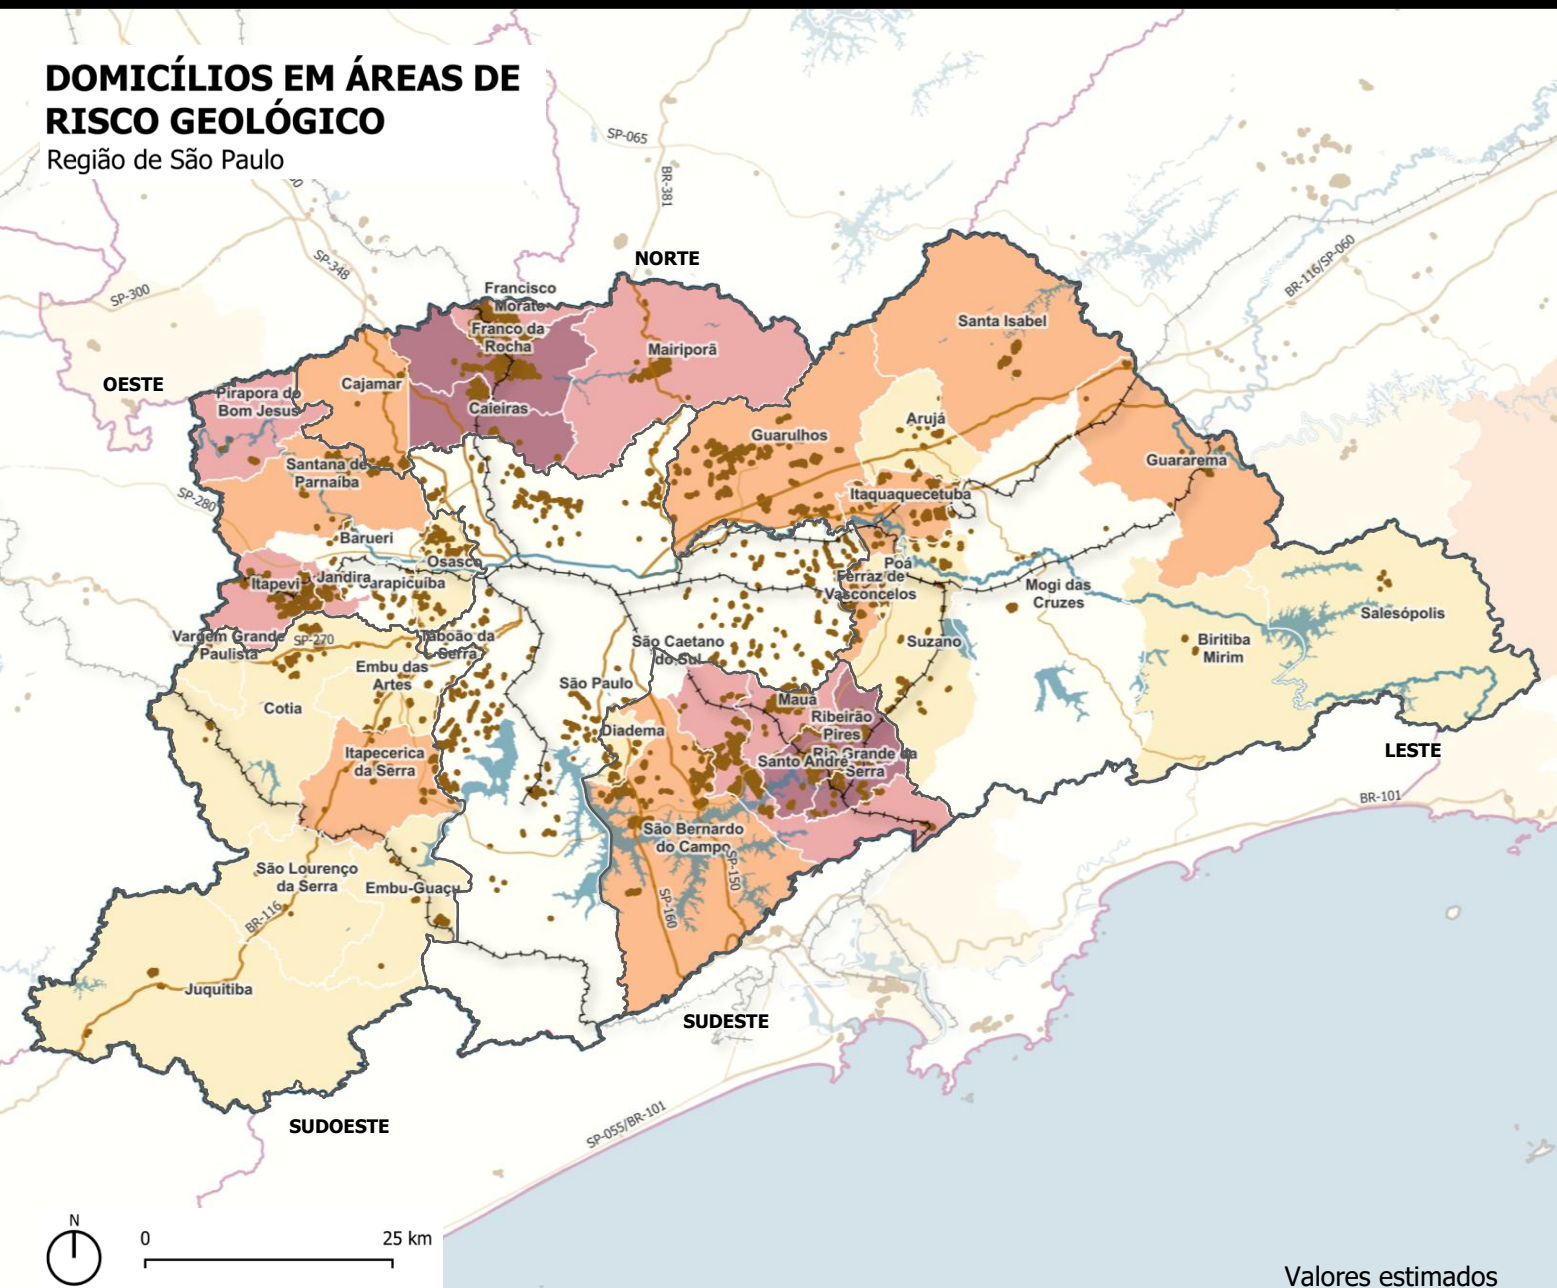 DOMICÍLIOS EM ÁREAS DE
RISCO GEOLÓGICO
Região de São Paulo
SP-065
BR-381
SP-348
SP-300
BR-116/SP-060
NORTE
OESTE
Francisco
Morato
Franco da
Rocha
Mairiporã
Santa Isabel
Cajamar
Pirapora do
Bom Jesus
Caieiras
Arujá
Guarulhos
Guararema
Santana de
Parnaíba
SP-280
Itaquaquecetuba
Barueri
Osasco
Poá
Itapevi
Jandira
Ferraz de
Vasconcelos
Mogi das
Cruzes
Salesópolis
Vargem Grande
Paulista
SP-270
Taboão da
Serra
São Caetano
do Sul
Suzano
Biritiba
Mirim
Embu das
Artes
São Paulo
Cotia
Mauá
Ribeirão
Pires
Diadema
Itapecerica
da Serra
Santo André
Rio Grande da
Serra
LESTE
BR-101
São Bernardo
do Campo
SP-150
São Lourenço
da Serra
Embu-Guaçu
BR-116
SP-160
Juquitiba
SUDESTE
SUDOESTE
SP-055/BR-101
N
0 25 km
Valores estimados